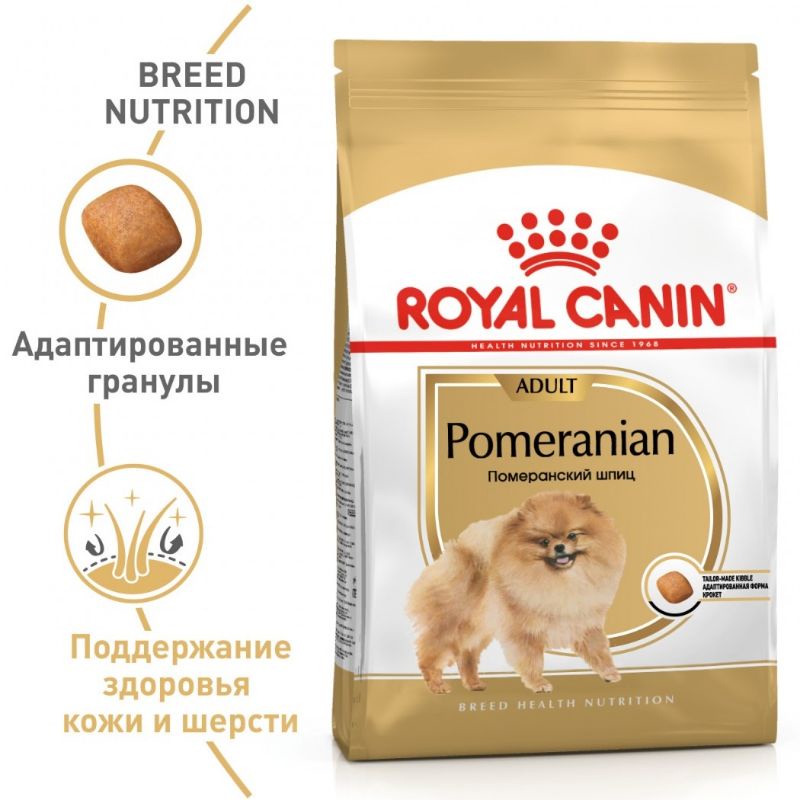 BREED
NUTRITION
Адаптированные
гранулы
Поддержание
здоровья
кожи и шерсти
ROYAL CANIN®
HEALTH NUTRITION SINCE 1968
ADULT
Pomeranian
Померанский шпиц
TAILOR-MADE KIBBLE
АДАПТИРОВАННАЯ ФОРМА
КРОКЕТ
BREED HEALTH NUTRITION